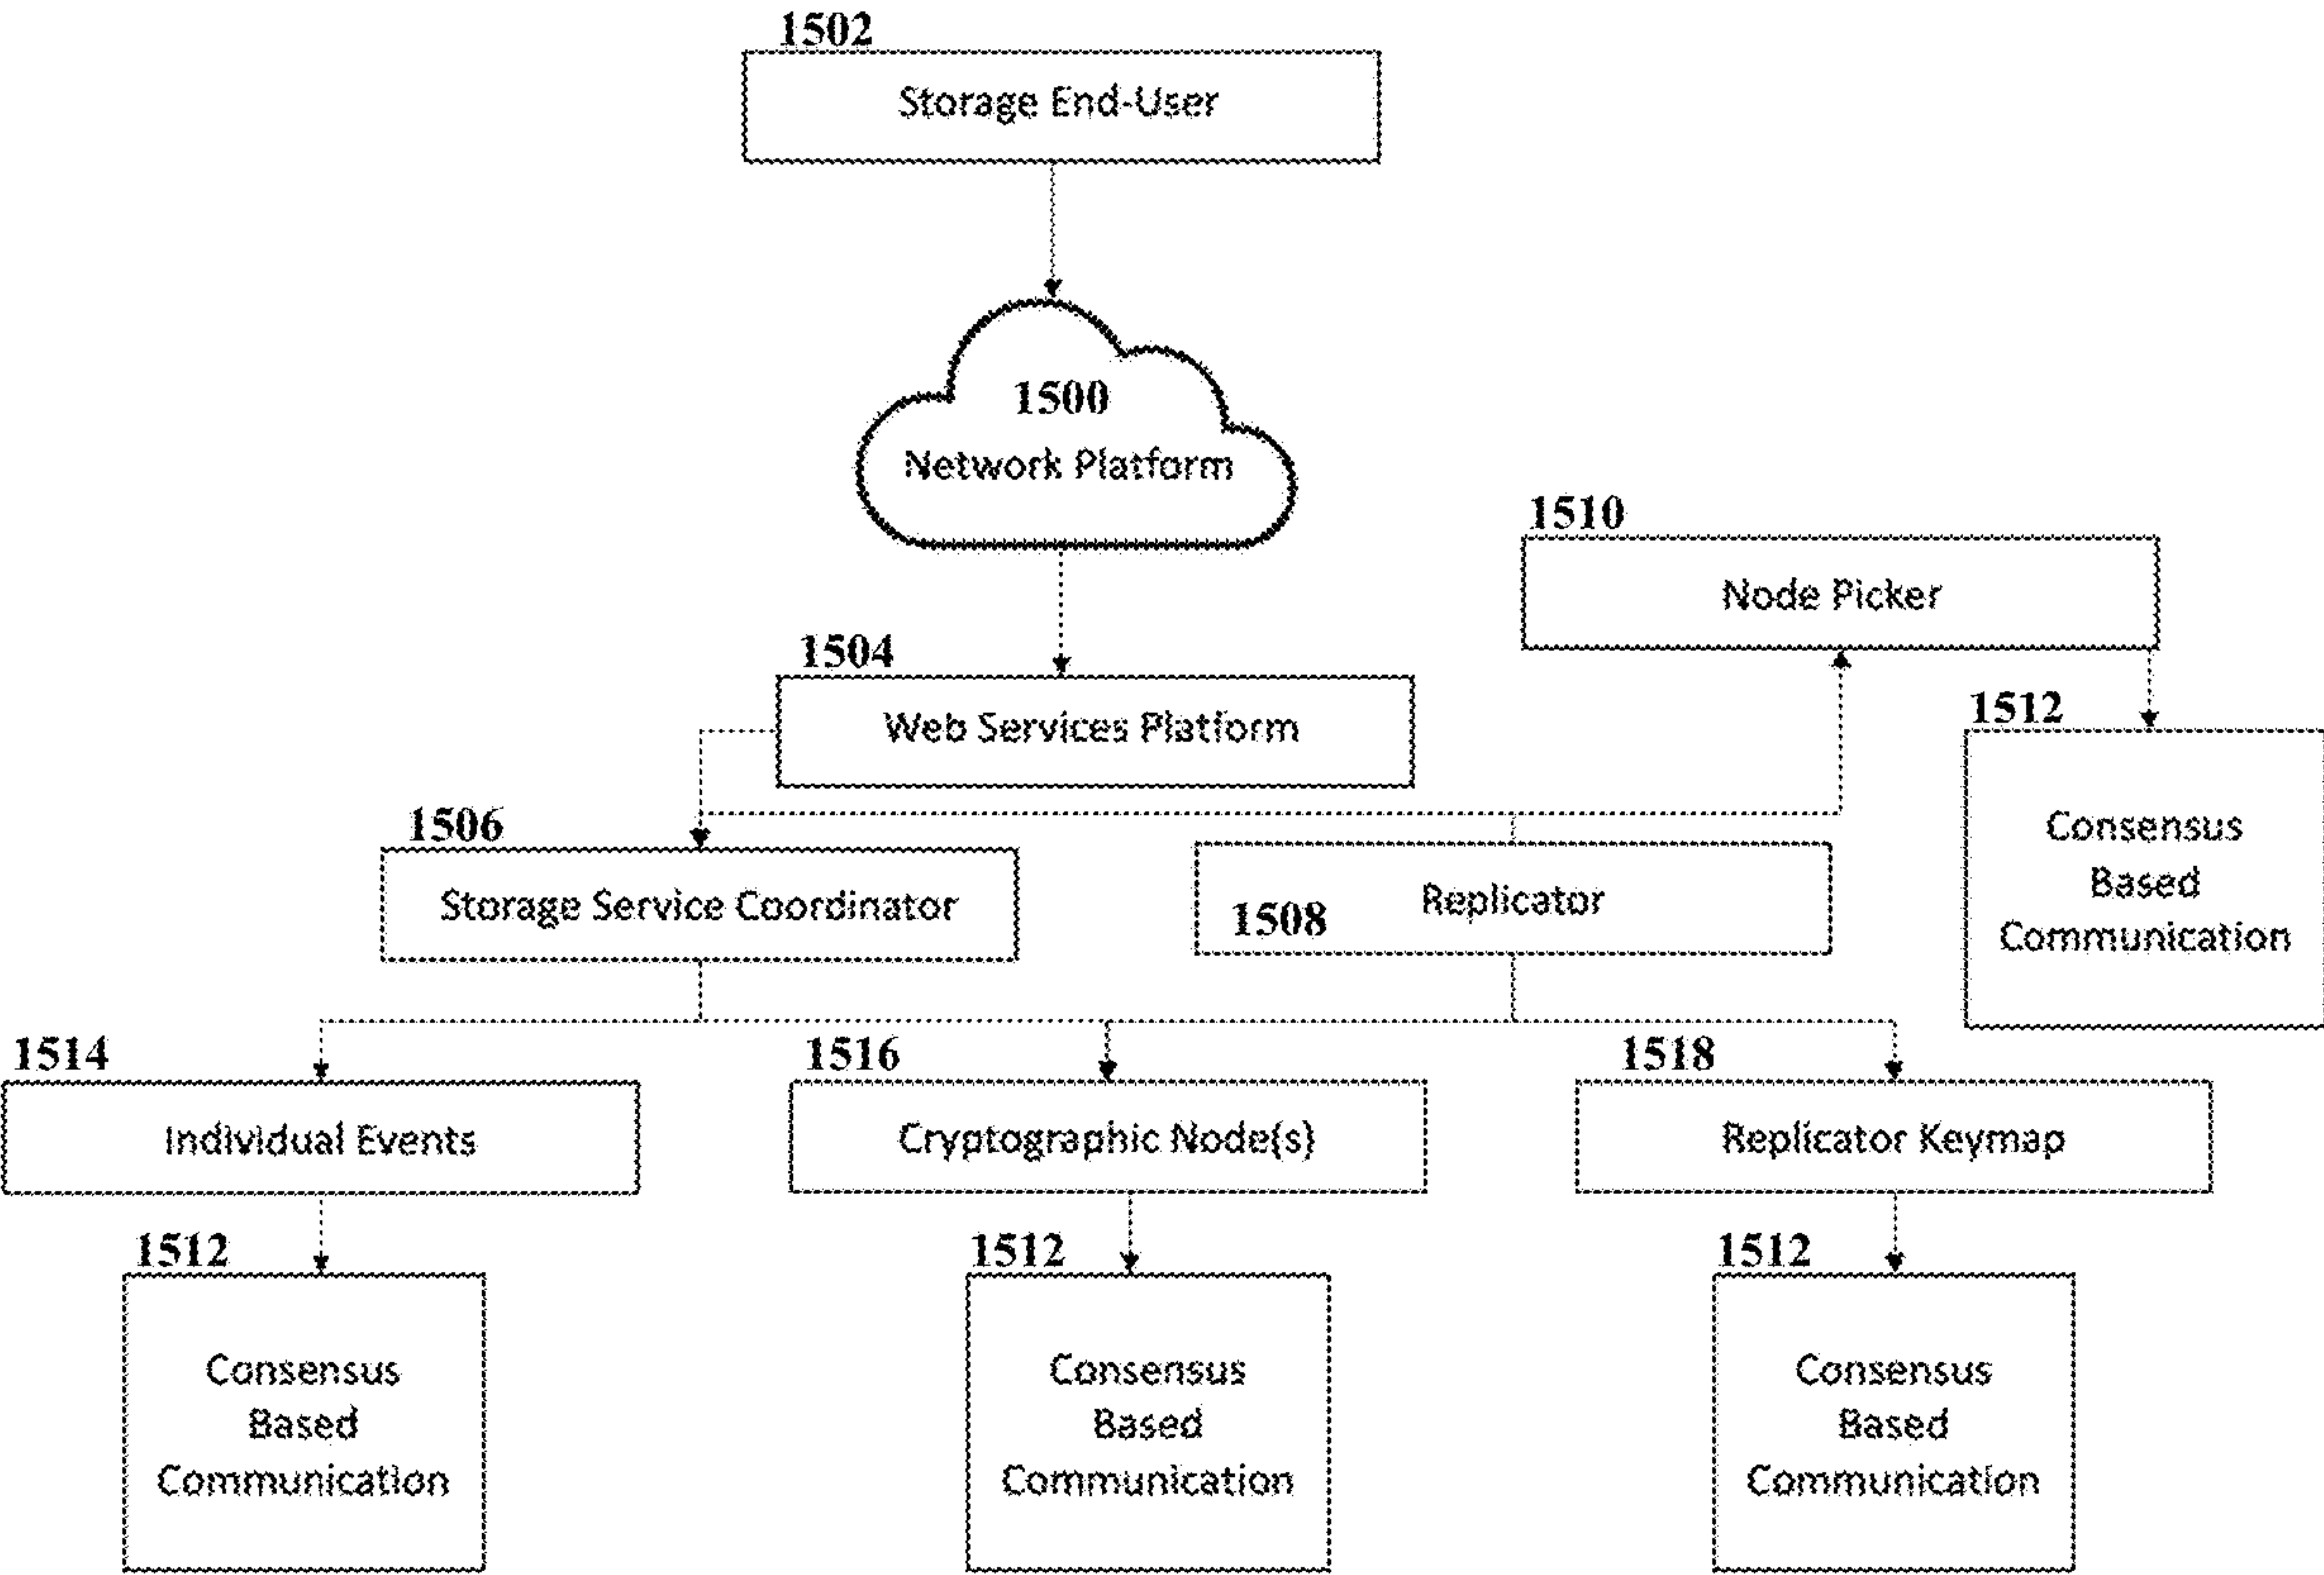 1502
Storage End-User
1500
Network Platform
1510
Node Picker
1504
Web Services Platform
1512
Consensus
Based
Communication
1506
Storage Service Coordinator
Replicator
1508
1514
Individual Events
1516
Cryptographic Node(s)
1518
Replicator Keymap
1512
Consensus
Based
Communication
1512
Consensus
Based
Communication
1512
Consensus
Based
Communication